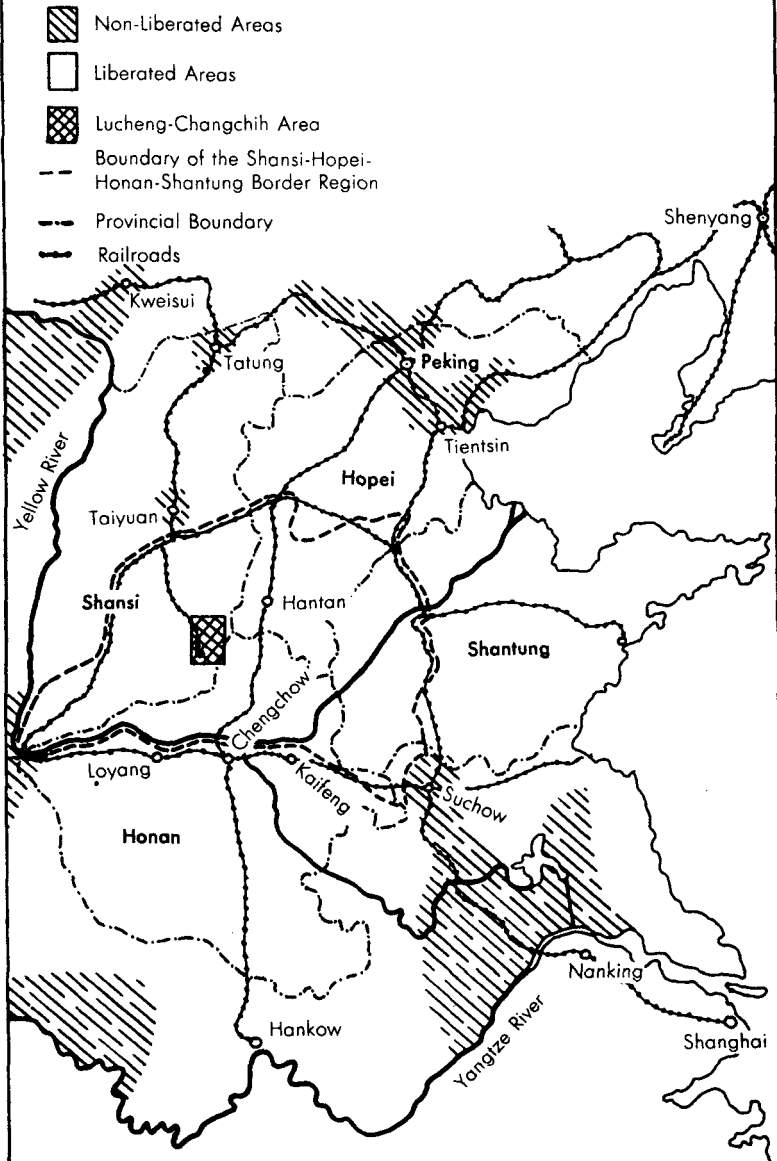 Non-Liberated Areas
Liberated Areas
Lucheng-Changchih Area
Boundary of the Shansi-Hopei-
Honan-Shantung Border Region
Provincial Boundary
Railroads
Shenyang
Kweisui
Tatung
Peking
Tientsin
Hopei
Yellow River
Taiyuan
Shansi
Hantan
Shantung
Chengchow
Loyang
Kaifeng
Suchow
Honan
Nanking
Hankow
Yangtze River
Shanghai